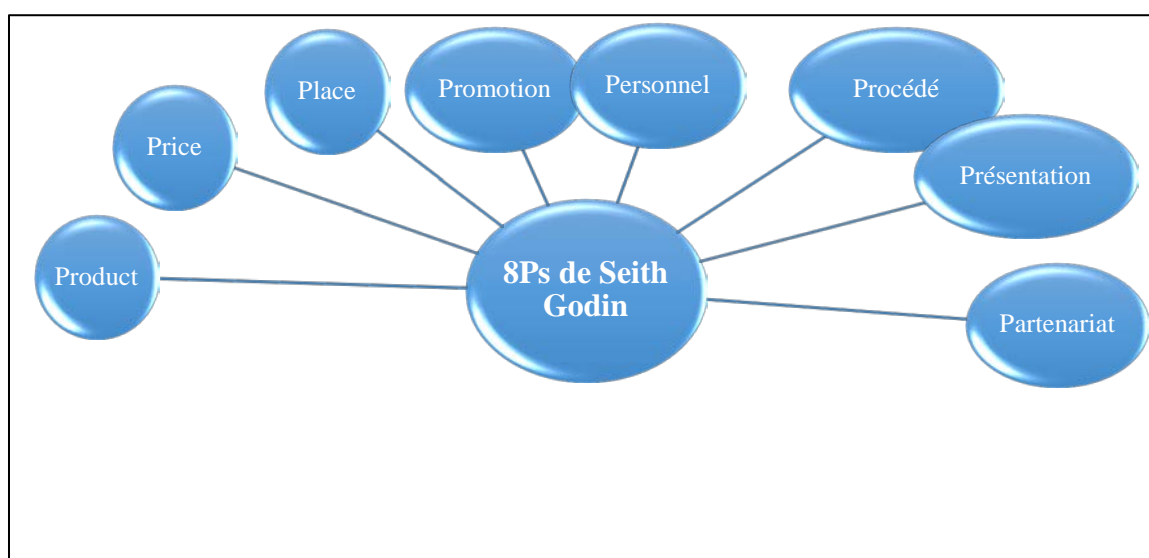 Product
Price
Place
Promotion
Personnel
Procédé
Présentation
Partenariat
8Ps de Seith
Godin